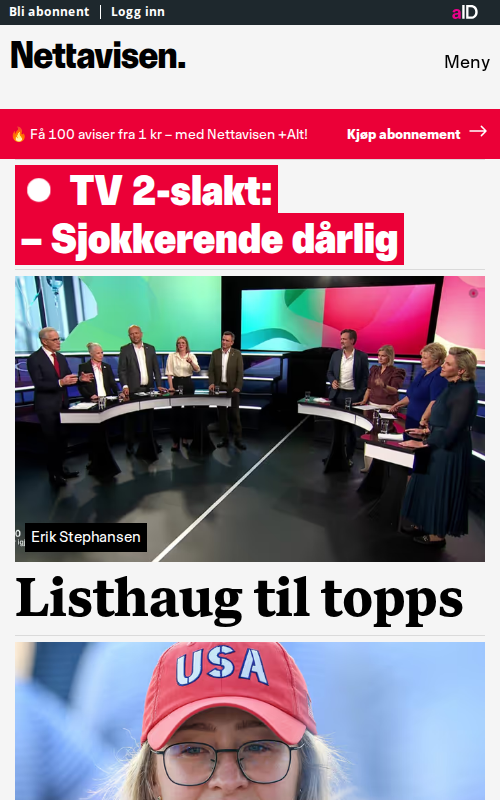 Bli abonnent | Logg inn
aID
Nettavisen.
Meny
🔥 Få 100 aviser fra 1 kr – med Nettavisen +Alt!
Kjøp abonnement →
TV 2-slakt:
– Sjokkerende dårlig
Erik Stephansen
Listhaug til topps
USA